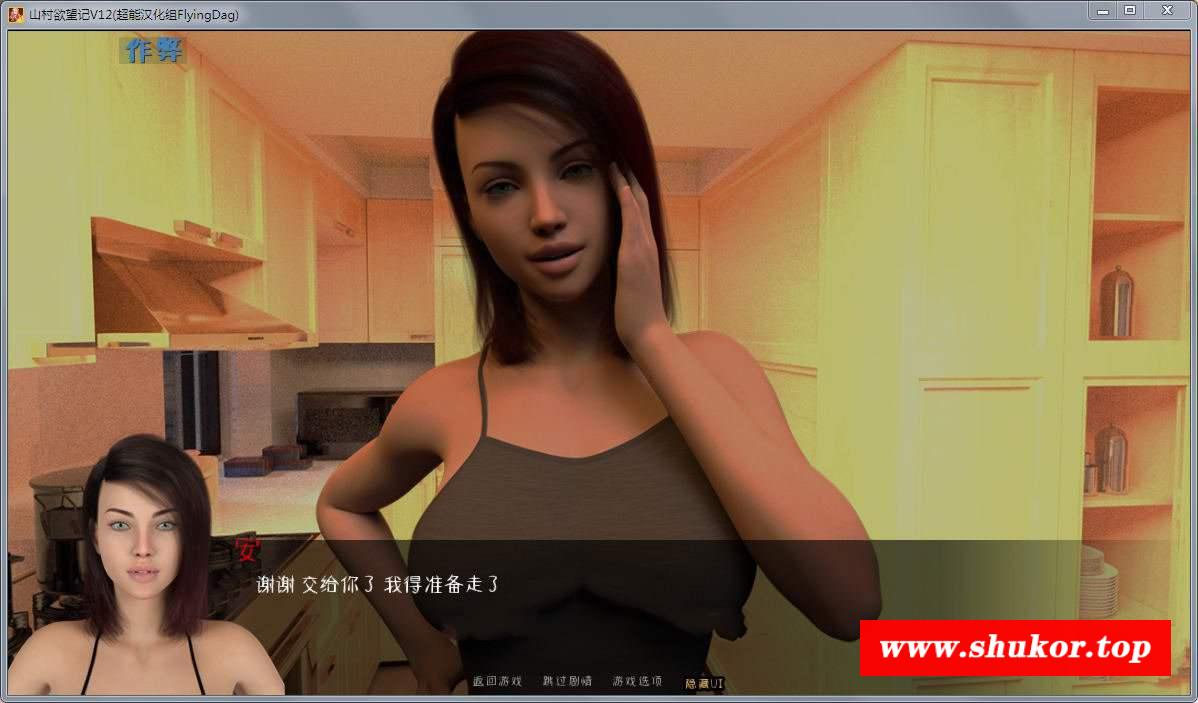 山村欲望记V12(超能汉化组FlyingDag)
作弊
安
谢谢 交给你了 我得准备走了
www.shukor.top
返回游戏 跳过剧情 游戏选项 隐藏UI